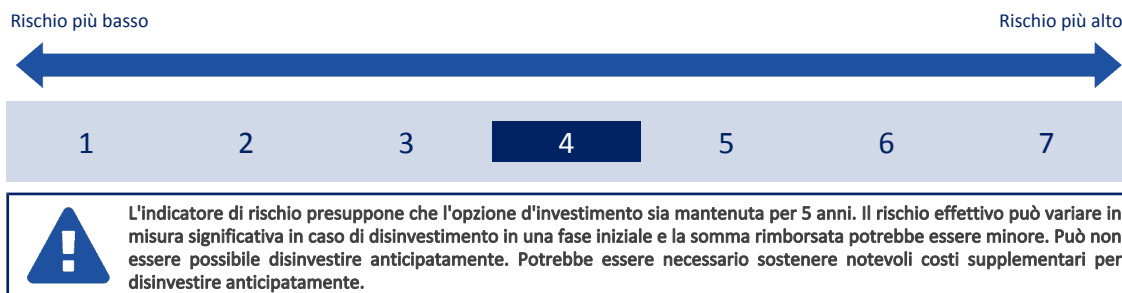 Rischio più basso Rischio più alto
1 2 3 4 5 6 7
L'indicatore di rischio presuppone che l'opzione d'investimento sia mantenuta per 5 anni. Il rischio effettivo può variare in
misura significativa in caso di disinvestimento in una fase iniziale e la somma rimborsata potrebbe essere minore. Può non
essere possibile disinvestire anticipatamente. Potrebbe essere necessario sostenere notevoli costi supplementari per
disinvestire anticipatamente.